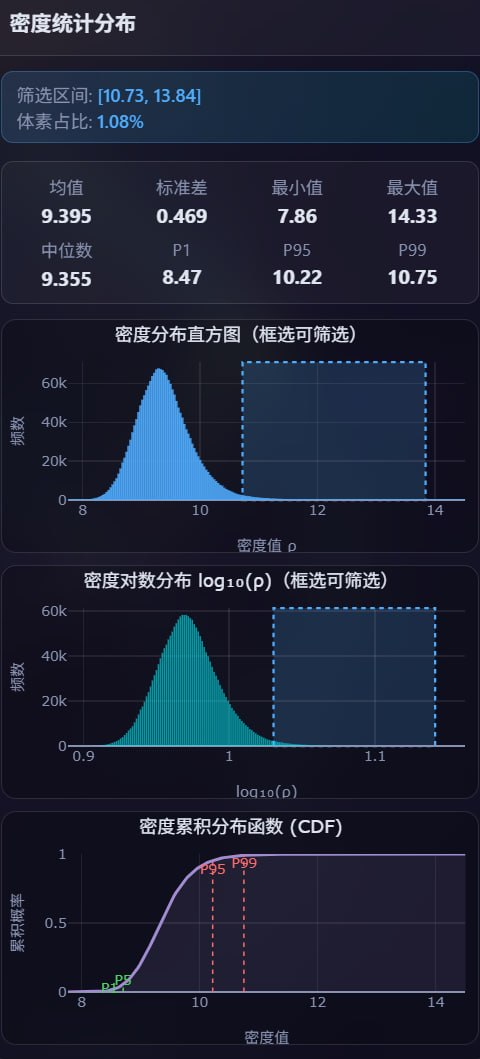 密度统计分布
筛选区间: [10.73, 13.84]
体素占比: 1.08%
均值 标准差 最小值 最大值
9.395 0.469 7.86 14.33
中位数 P1 P95 P99
9.355 8.47 10.22 10.75
密度分布直方图（框选可筛选）
60k
40k
20k
0
频数
8 10 12 14
密度值 ρ
密度对数分布 log₁₀(ρ)（框选可筛选）
60k
40k
20k
0
频数
0.9 1 1.1
log₁₀(ρ)
密度累积分布函数 (CDF)
1
0.5
0
累积概率
P1 P5 P95 P99
8 10 12 14
密度值